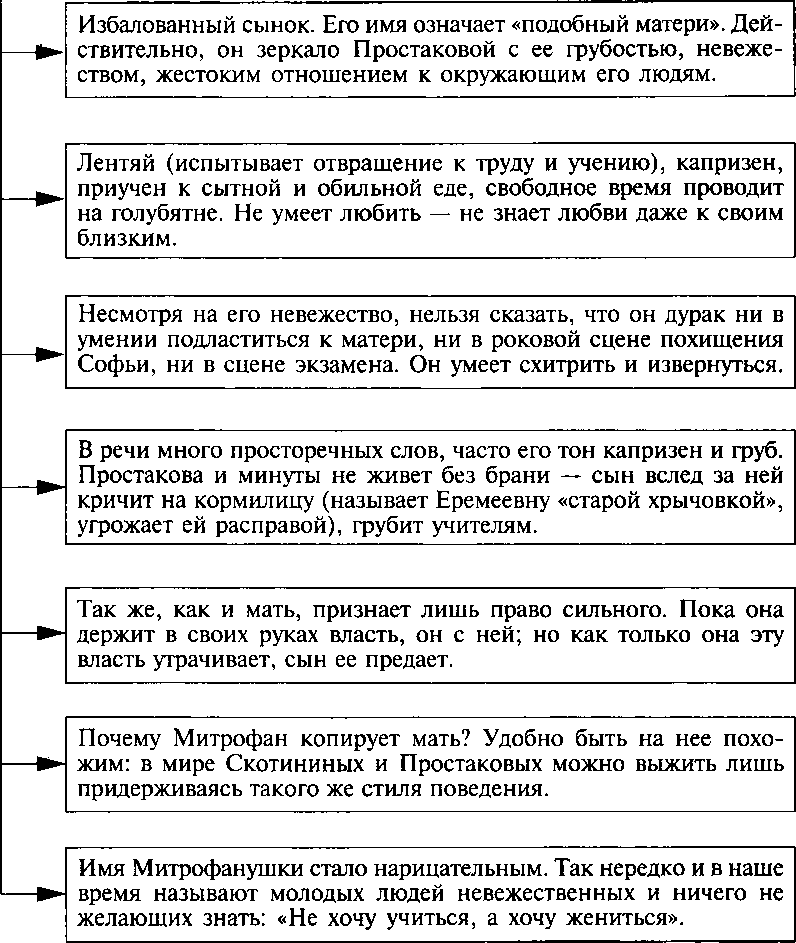 Избалованный сынок. Его имя означает «подобный матери». Дей-
ствительно, он зеркало Простаковой с ее грубостью, невеже-
ством, жестоким отношением к окружающим его людям.
Лентяй (испытывает отвращение к труду и учению), капризен,
приучен к сытной и обильной еде, свободное время проводит
на голубятне. Не умеет любить — не знает любви даже к своим
близким.
Несмотря на его невежество, нельзя сказать, что он дурак ни в
умении подластиться к матери, ни в роковой сцене похищения
Софьи, ни в сцене экзамена. Он умеет схитрить и извернуться.
В речи много просторечных слов, часто его тон капризен и груб.
Простакова и минуты не живет без брани — сын вслед за ней
кричит на кормилицу (называет Еремеевну «старой хрычовкой»,
угрожает ей расправой), грубит учителям.
Так же, как и мать, признает лишь право сильного. Пока она
держит в своих руках власть, он с ней; но как только она эту
власть утрачивает, сын ее предает.
Почему Митрофан копирует мать? Удобно быть на нее похо-
жим: в мире Скотининых и Простаковых можно выжить лишь
придерживаясь такого же стиля поведения.
Имя Митрофанушки стало нарицательным. Так нередко и в наше
время называют молодых людей невежественных и ничего не
желающих знать: «Не хочу учиться, а хочу жениться».